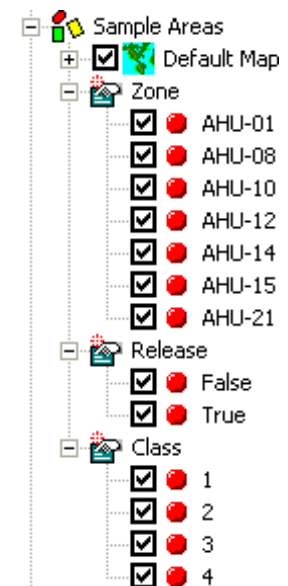 Sample Areas
Default Map
Zone
AHU-01
AHU-08
AHU-10
AHU-12
AHU-14
AHU-15
AHU-21
Release
False
True
Class
1
2
3
4